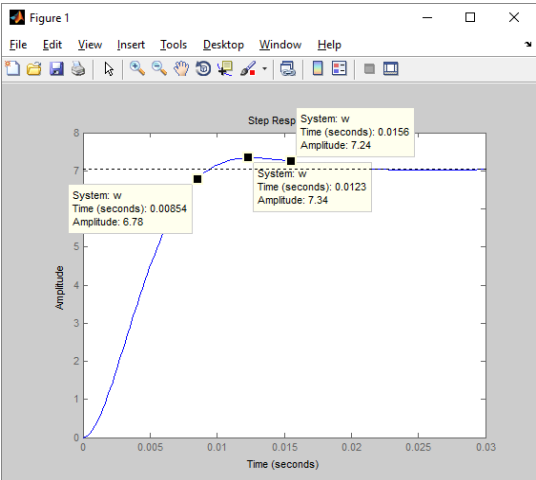 Figure 1
File Edit View Insert Tools Desktop Window Help
Step Resp
System: w
Time (seconds): 0.0156
Amplitude: 7.24
System: w
Time (seconds): 0.0123
Amplitude: 7.34
System: w
Time (seconds): 0.00854
Amplitude: 6.78
8
7
5
4
3
2
1
0
Amplitude
0 0.005 0.01 0.015 0.02 0.025 0.03
Time (seconds)